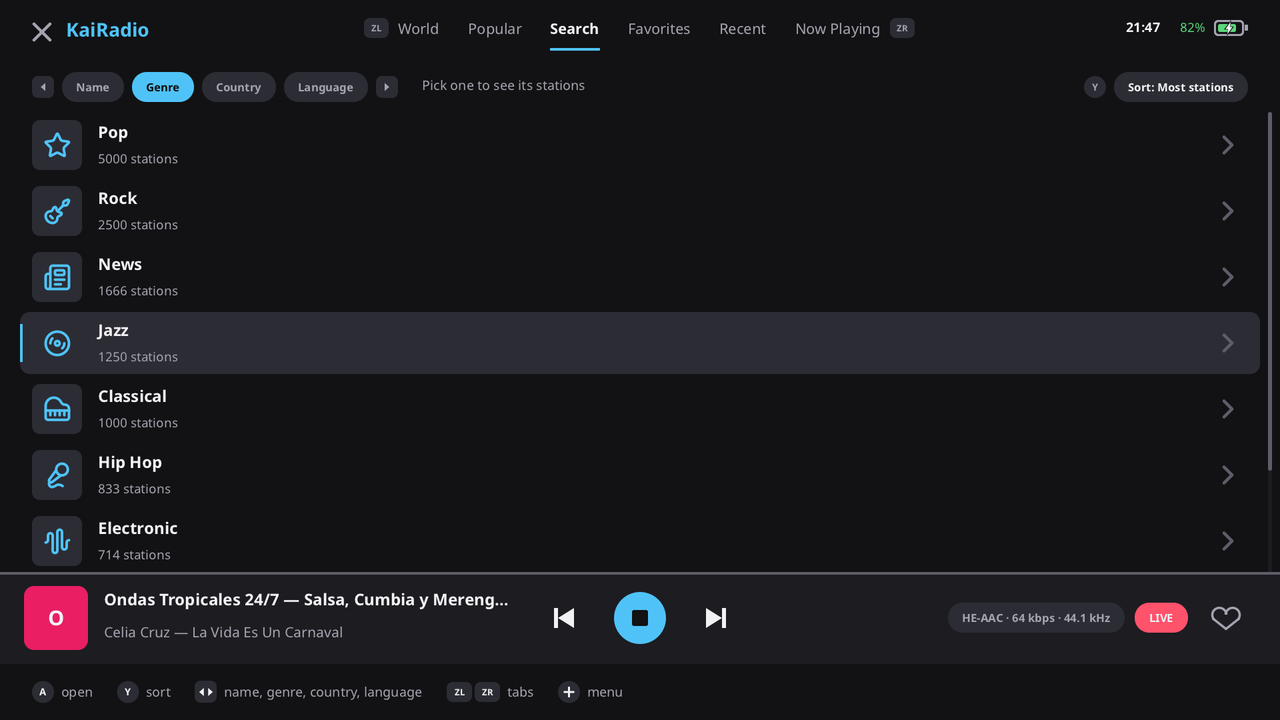 KaiRadio
ZL World Popular Search Favorites Recent Now Playing ZR
21:47 82%
Name Genre Country Language Pick one to see its stations
Y Sort: Most stations
Pop
5000 stations
Rock
2500 stations
News
1666 stations
Jazz
1250 stations
Classical
1000 stations
Hip Hop
833 stations
Electronic
714 stations
O
Ondas Tropicales 24/7 — Salsa, Cumbia y Mereng...
Celia Cruz — La Vida Es Un Carnaval
HE-AAC · 64 kbps · 44.1 kHz LIVE
A open Y sort name, genre, country, language ZL ZR tabs menu